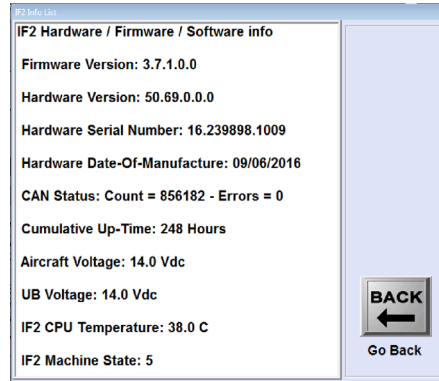 IF2 Info List
IF2 Hardware / Firmware / Software info
Firmware Version: 3.7.1.0.0
Hardware Version: 50.69.0.0.0
Hardware Serial Number: 16.239898.1009
Hardware Date-Of-Manufacture: 09/06/2016
CAN Status: Count = 856182 - Errors = 0
Cumulative Up-Time: 248 Hours
Aircraft Voltage: 14.0 Vdc
UB Voltage: 14.0 Vdc
IF2 CPU Temperature: 38.0 C
IF2 Machine State: 5
BACK
Go Back